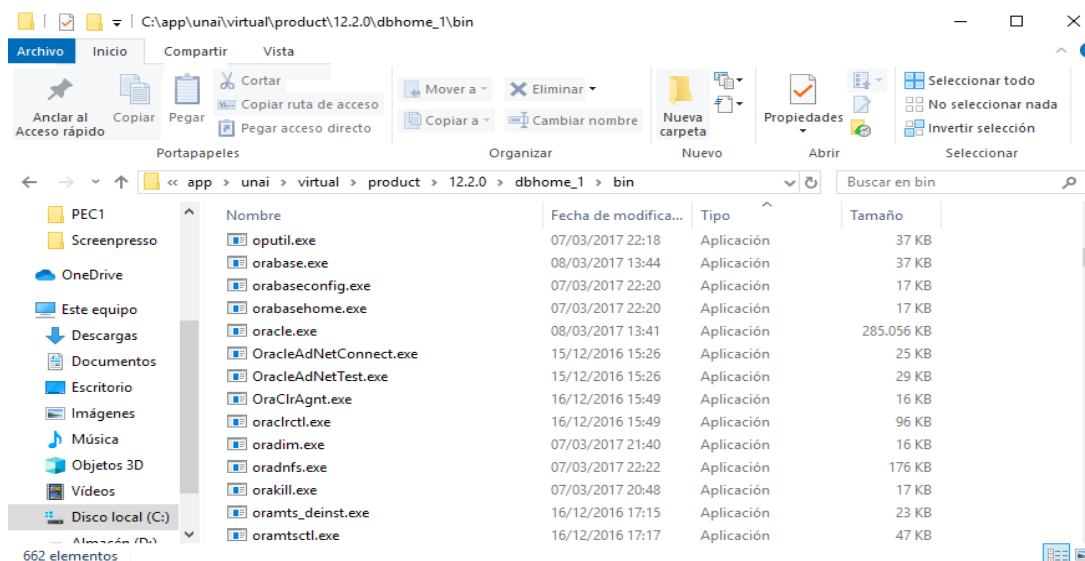 C:\app\unai\virtual\product\12.2.0\dbhome_1\bin
Archivo Inicio Compartir Vista
Anclar al Acceso rápido
Copiar
Pegar
Cortar
Copiar ruta de acceso
Pegar acceso directo
Portapapeles
Mover a
Copiar a
Eliminar
Cambiar nombre
Organizar
Nueva carpeta
Nuevo
Propiedades
Abrir
Seleccionar todo
No seleccionar nada
Invertir selección
Seleccionar
« app > unai > virtual > product > 12.2.0 > dbhome_1 > bin
Buscar en bin
PEC1
Screenpresso
OneDrive
Este equipo
Descargas
Documentos
Escritorio
Imágenes
Música
Objetos 3D
Vídeos
Disco local (C:)
Almacén (D:)
Nombre Fecha de modifica... Tipo Tamaño
oputil.exe 07/03/2017 22:18 Aplicación 37 KB
orabase.exe 08/03/2017 13:44 Aplicación 37 KB
orabaseconfig.exe 07/03/2017 22:20 Aplicación 17 KB
orabasehome.exe 07/03/2017 22:20 Aplicación 17 KB
oracle.exe 08/03/2017 13:41 Aplicación 285.056 KB
OracleAdNetConnect.exe 15/12/2016 15:26 Aplicación 25 KB
OracleAdNetTest.exe 15/12/2016 15:26 Aplicación 29 KB
OraClrAgnt.exe 16/12/2016 15:49 Aplicación 16 KB
oraclrctl.exe 16/12/2016 15:49 Aplicación 96 KB
oradim.exe 07/03/2017 21:40 Aplicación 16 KB
oradnfs.exe 07/03/2017 22:22 Aplicación 176 KB
orakill.exe 07/03/2017 20:48 Aplicación 17 KB
oramts_deinst.exe 16/12/2016 17:15 Aplicación 23 KB
oramtsctl.exe 16/12/2016 17:17 Aplicación 47 KB
662 elementos